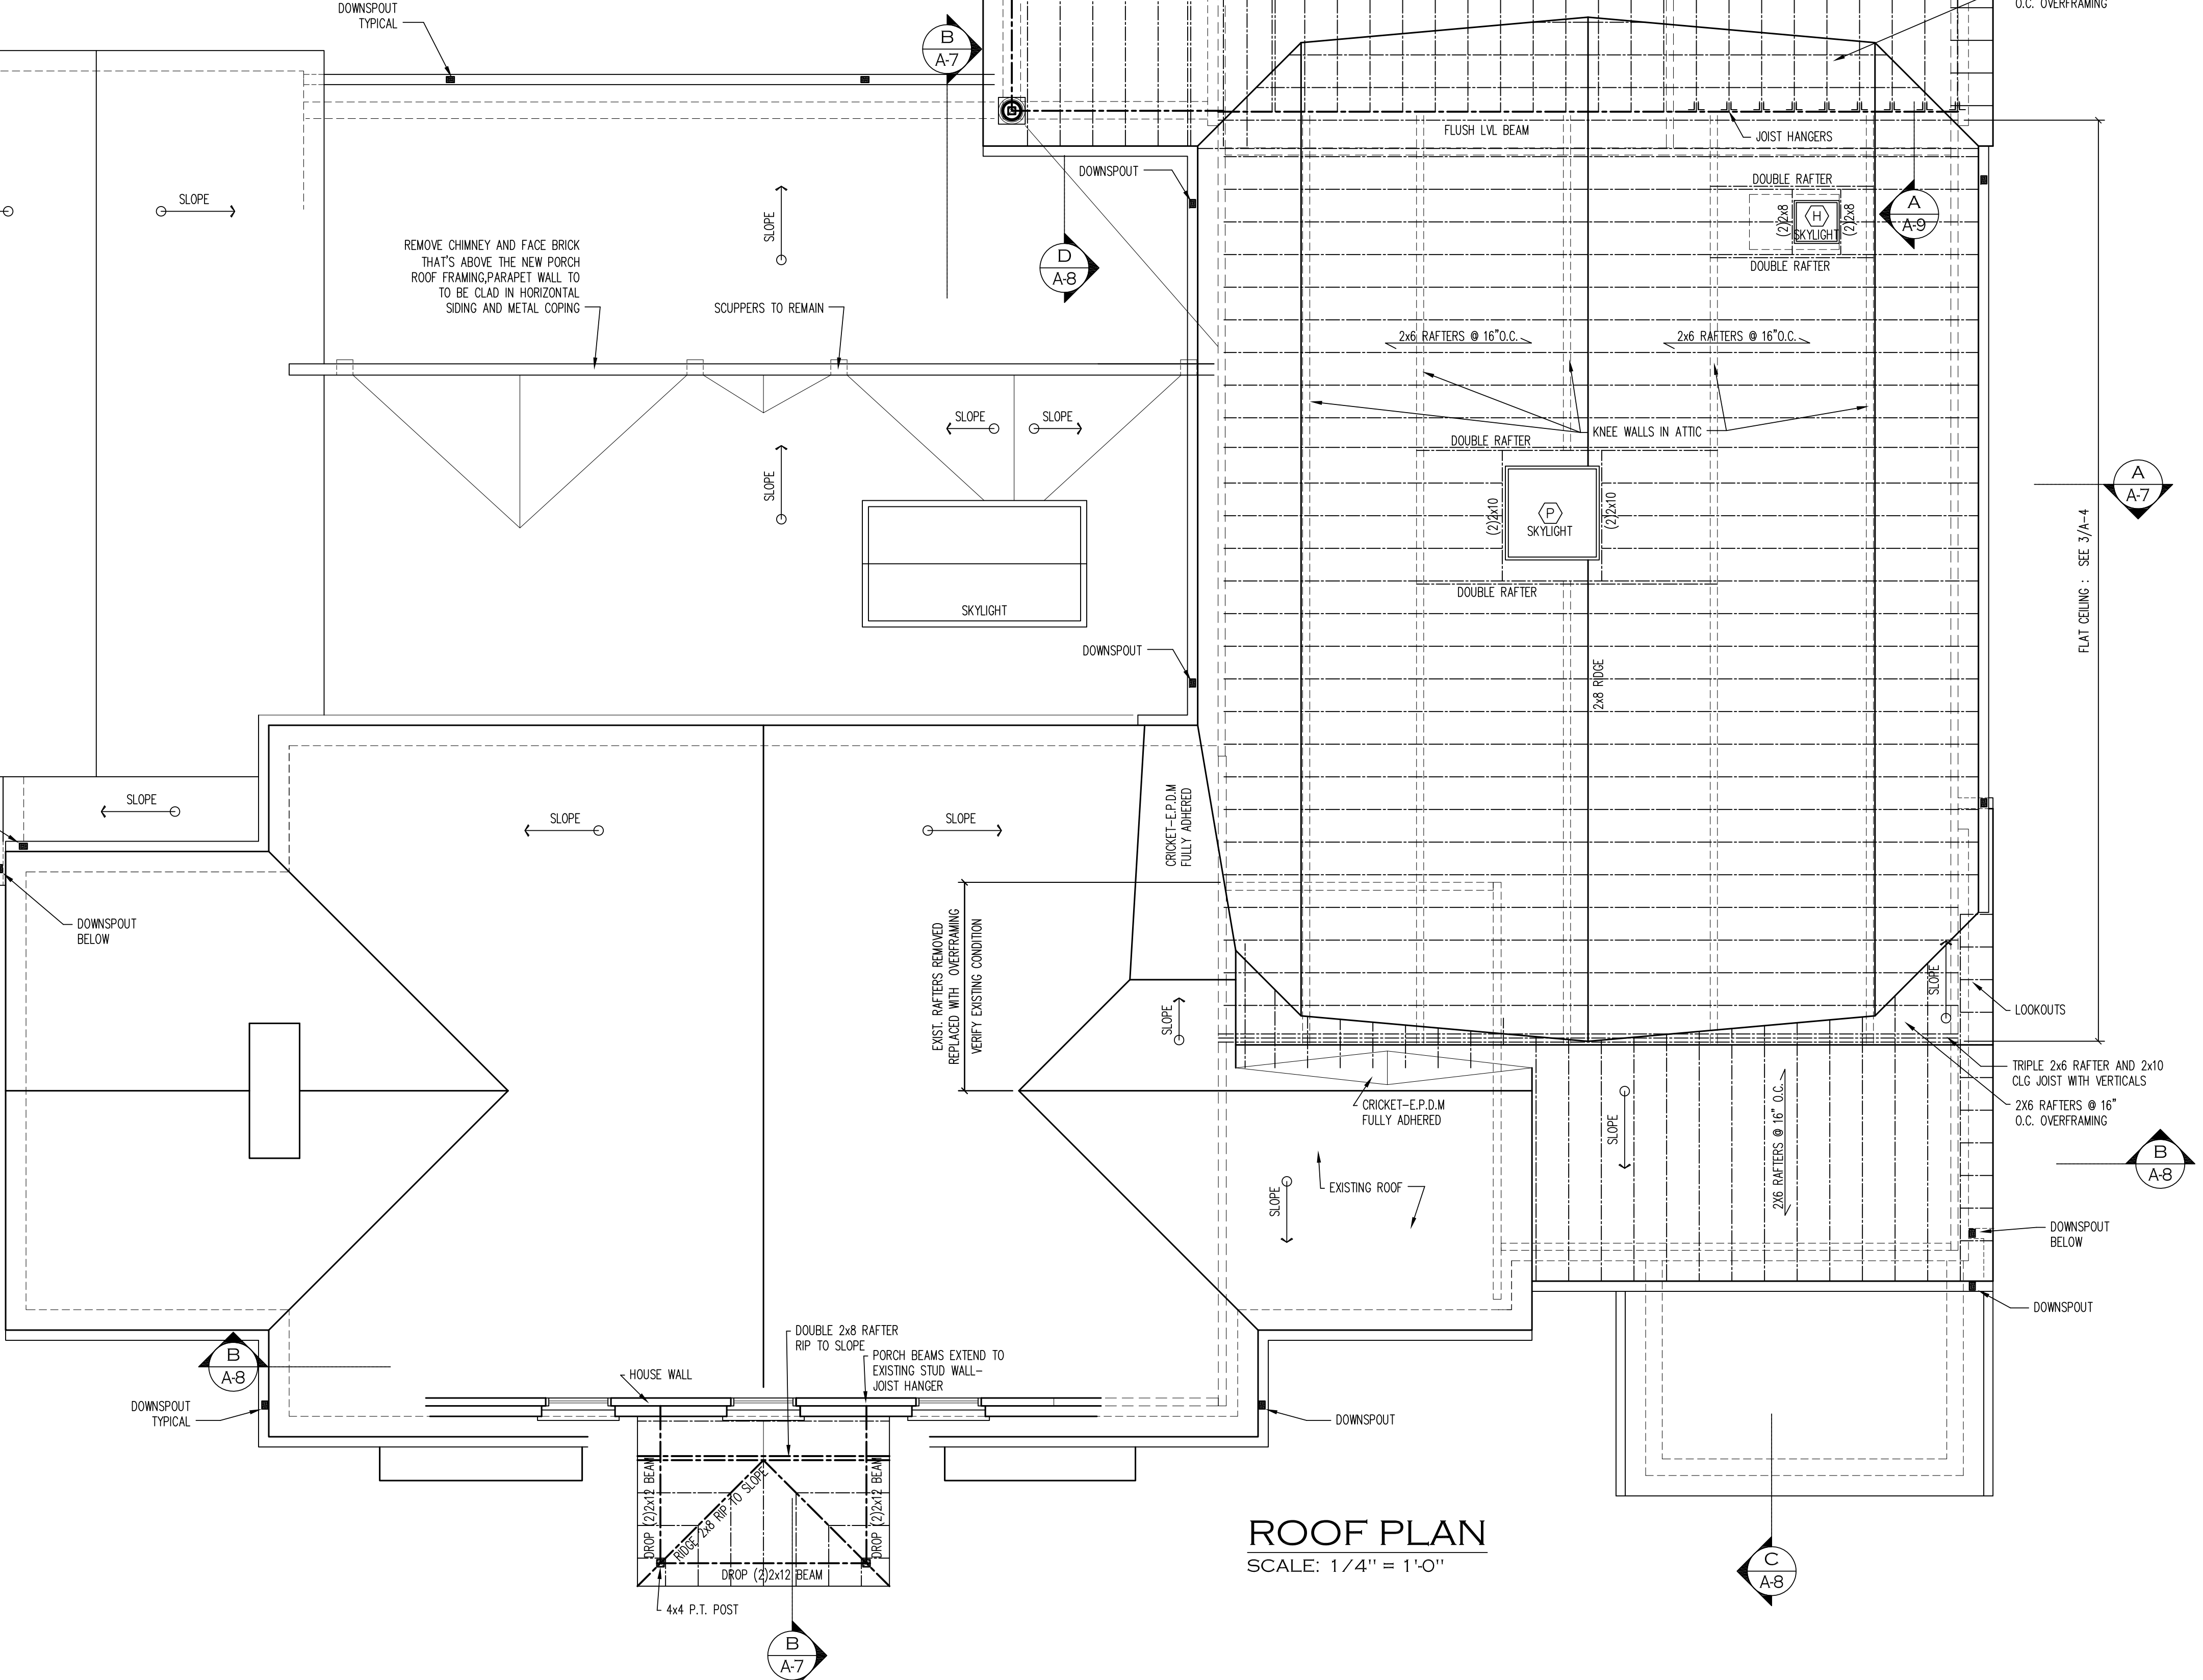 DOWNSPOUT
TYPICAL
B
A-7
O.C. OVERFRAMING
FLUSH LVL BEAM
JOIST HANGERS
DOWNSPOUT
DOUBLE RAFTER
(2)2x8
H
SKYLIGHT
(2)2x8
A
A-9
DOUBLE RAFTER
SLOPE
SLOPE
REMOVE CHIMNEY AND FACE BRICK
THAT'S ABOVE THE NEW PORCH
ROOF FRAMING,PARAPET WALL TO
TO BE CLAD IN HORIZONTAL
SIDING AND METAL COPING
SCUPPERS TO REMAIN
D
A-8
2x6 RAFTERS @ 16"O.C.
2x6 RAFTERS @ 16"O.C.
SLOPE
SLOPE
SLOPE
KNEE WALLS IN ATTIC
DOUBLE RAFTER
(2)2x10
P
SKYLIGHT
(2)2x10
DOUBLE RAFTER
A
A-7
FLAT CEILING : SEE 3/A-4
SKYLIGHT
DOWNSPOUT
2x8 RIDGE
SLOPE
SLOPE
SLOPE
CRICKET-E.P.D.M
FULLY ADHERED
DOWNSPOUT
BELOW
EXIST. RAFTERS REMOVED
REPLACED WITH OVERFRAMING
VERIFY EXISTING CONDITION
SLOPE
SLOPE
LOOKOUTS
TRIPLE 2x6 RAFTER AND 2x10
CLG JOIST WITH VERTICALS
2X6 RAFTERS @ 16"
O.C. OVERFRAMING
CRICKET-E.P.D.M
FULLY ADHERED
SLOPE
2X6 RAFTERS @ 16" O.C.
B
A-8
EXISTING ROOF
SLOPE
DOWNSPOUT
BELOW
DOWNSPOUT
DOUBLE 2x8 RAFTER
RIP TO SLOPE
PORCH BEAMS EXTEND TO
EXISTING STUD WALL-
JOIST HANGER
HOUSE WALL
B
A-8
DOWNSPOUT
TYPICAL
DOWNSPOUT
DROP (2)2x12 BEAM
RIDGE 2x8 RIP TO SLOPE
DROP (2)2x12 BEAM
DROP (2)2x12 BEAM
4x4 P.T. POST
B
A-7
ROOF PLAN
SCALE: 1/4" = 1'-0"
C
A-8